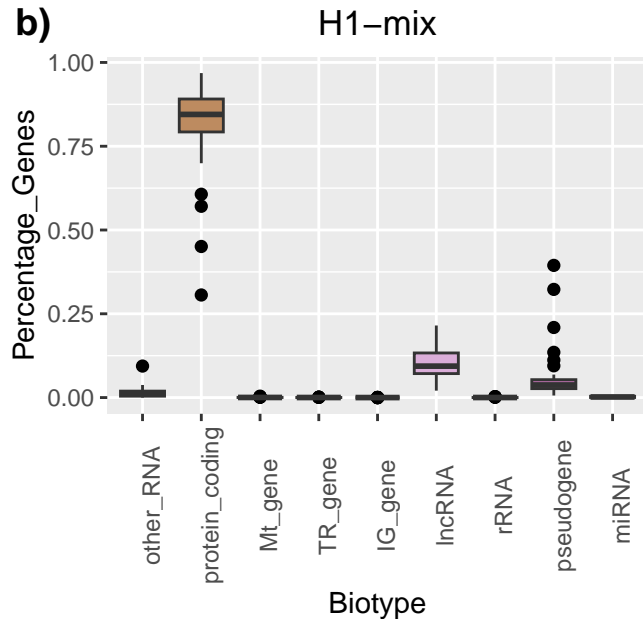 b)
H1−mix
Percentage_Genes
1.00
0.75
0.50
0.25
0.00
other_RNA
protein_coding
Mt_gene
TR_gene
IG_gene
lncRNA
rRNA
pseudogene
miRNA
Biotype